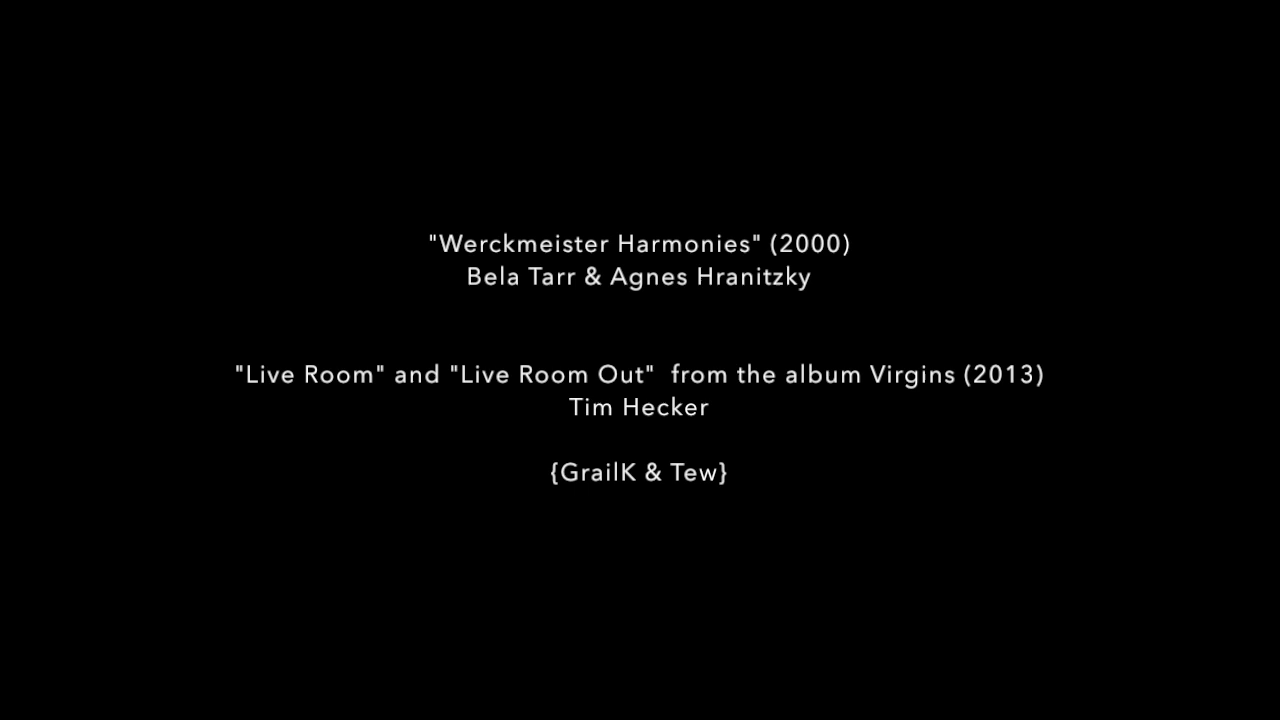 "Werckmeister Harmonies" (2000)
Bela Tarr & Agnes Hranitzky
"Live Room" and "Live Room Out"  from the album Virgins (2013)
Tim Hecker
{GrailK & Tew}